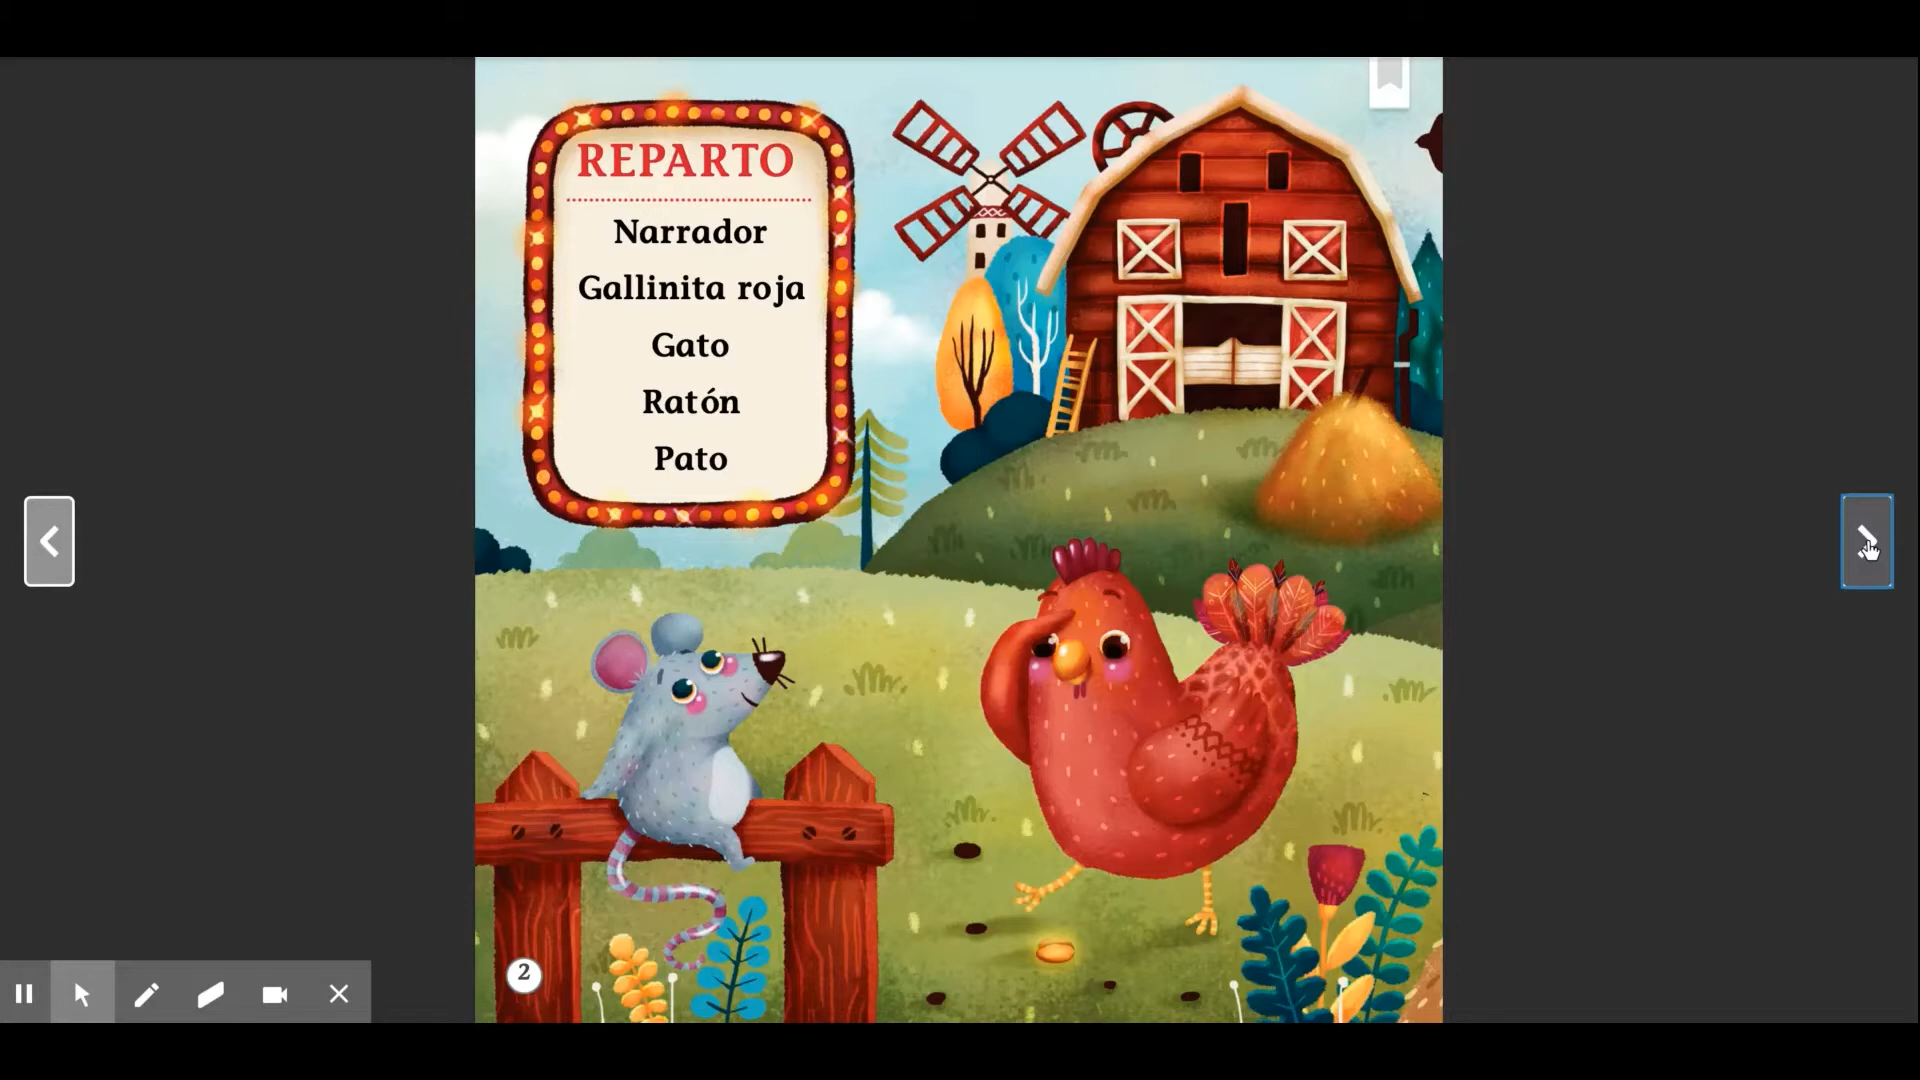 REPARTO
Narrador
Gallinita roja
Gato
Ratón
Pato
2